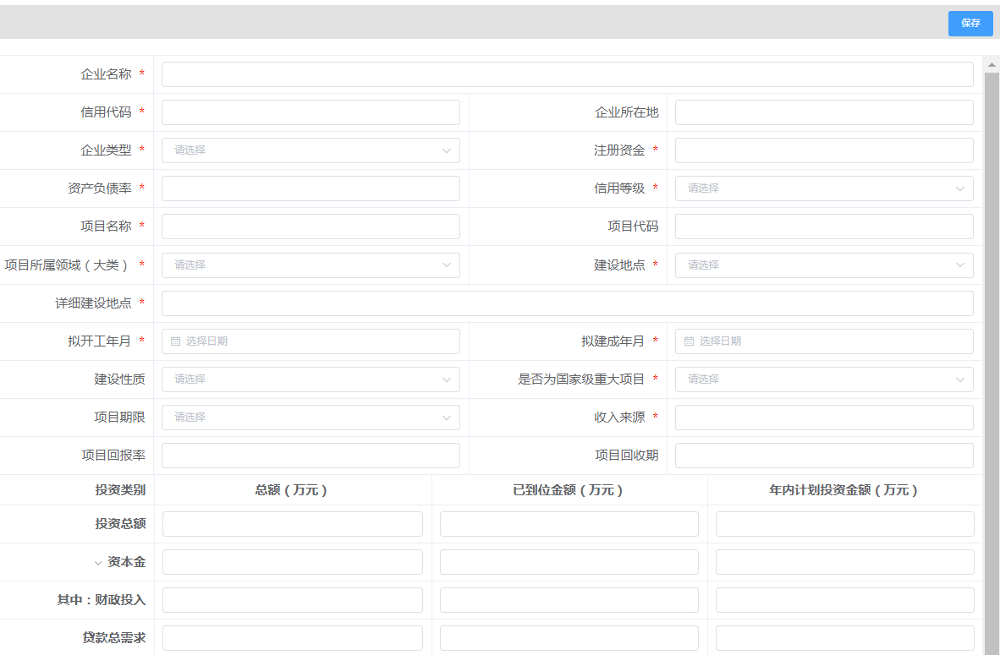 保存
企业名称 *
信用代码 * 企业所在地
企业类型 * 请选择 注册资金 *
资产负债率 * 信用等级 * 请选择
项目名称 * 项目代码
项目所属领域（大类） * 请选择 建设地点 * 请选择
详细建设地点 *
拟开工年月 * 选择日期 拟建成年月 * 选择日期
建设性质 请选择 是否为国家级重大项目 * 请选择
项目期限 请选择 收入来源 *
项目回报率 项目回收期
投资类别 总额（万元） 已到位金额（万元） 年内计划投资金额（万元）
投资总额
资本金
其中：财政投入
贷款总需求